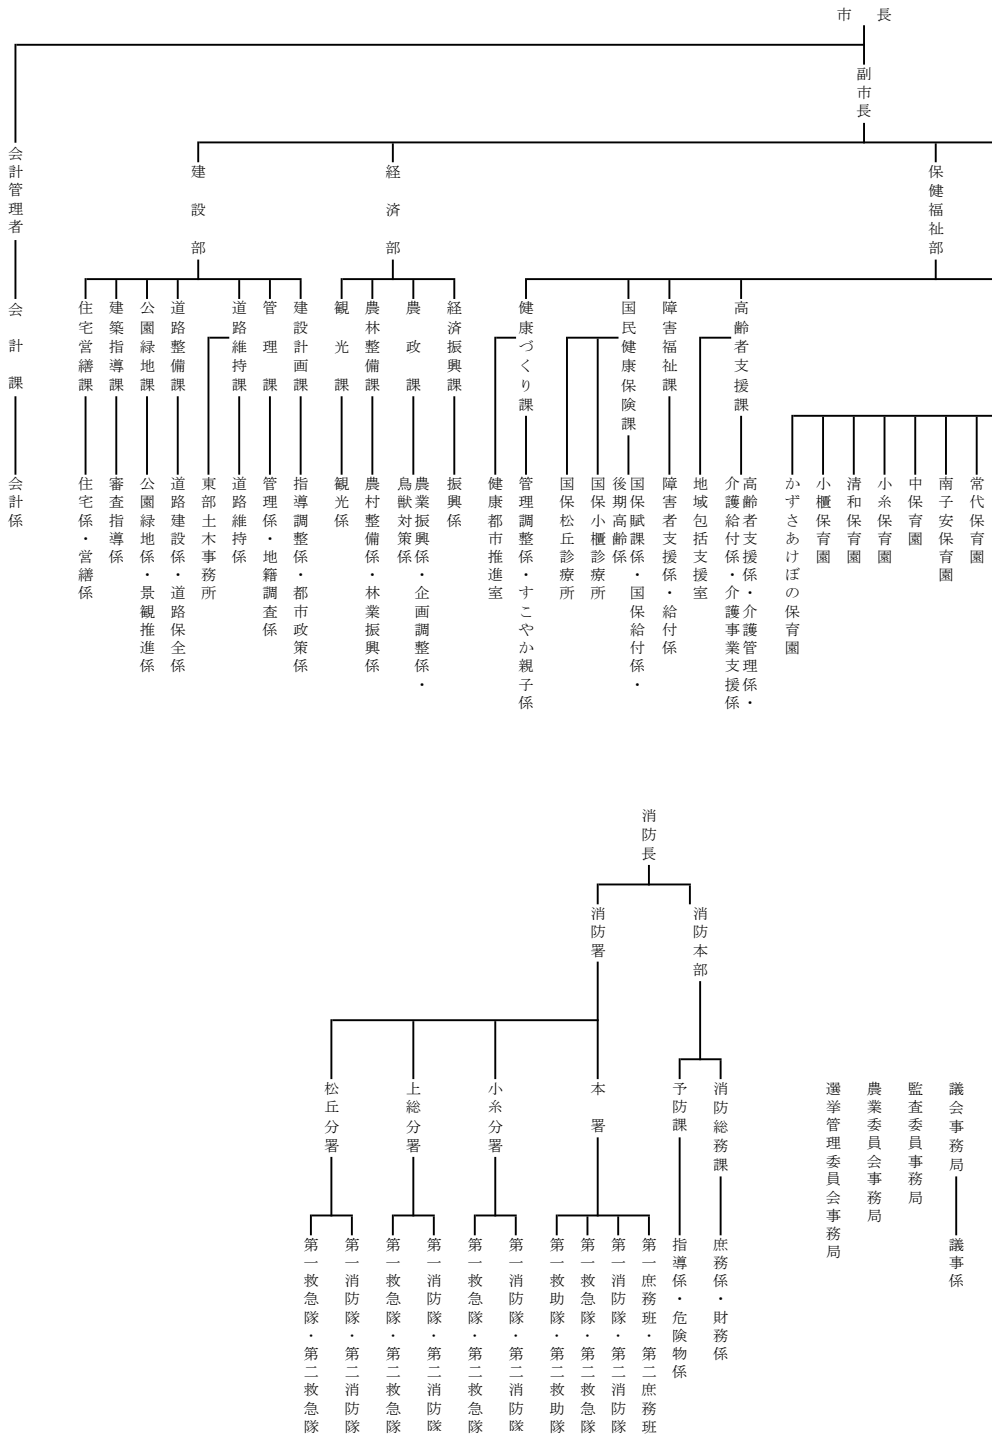 市長
副市長
保健福祉部
経済部
建設部
会計管理者
高齢者支援課
障害福祉課
国民健康保険課
健康づくり課
経済振興課
農政課
農林整備課
観光課
建設計画課
管理課
道路維持課
道路整備課
公園緑地課
建築指導課
住宅営繕課
会計課
常代保育園
南子安保育園
中保育園
小糸保育園
清和保育園
小櫃保育園
かずさあけぼの保育園
高齢者支援係・介護管理係・
介護給付係・介護事業支援係
地域包括支援室
障害者支援係・給付係
国保賦課係・国保給付係・
後期高齢係
国保小櫃診療所
国保松丘診療所
管理調整係・すこやか親子係
健康都市推進室
振興係
農業振興係・企画調整係・
鳥獣対策係
農村整備係・林業振興係
観光係
指導調整係・都市政策係
管理係・地籍調査係
道路維持係
東部土木事務所
道路建設係・道路保全係
公園緑地係・景観推進係
審査指導係
住宅係・営繕係
会計係
消防長
消防本部
消防署
議会事務局
監査委員事務局
農業委員会事務局
選挙管理委員会事務局
消防総務課
予防課
本署
小糸分署
上総分署
松丘分署
議事係
庶務係・財務係
指導係・危険物係
第一庶務班・第二庶務班
第一消防隊・第二消防隊
第一救急隊・第二救急隊
第一救助隊・第二救助隊
第一消防隊・第二消防隊
第一救急隊・第二救急隊
第一消防隊・第二消防隊
第一救急隊・第二救急隊
第一消防隊・第二消防隊
第一救急隊・第二救急隊